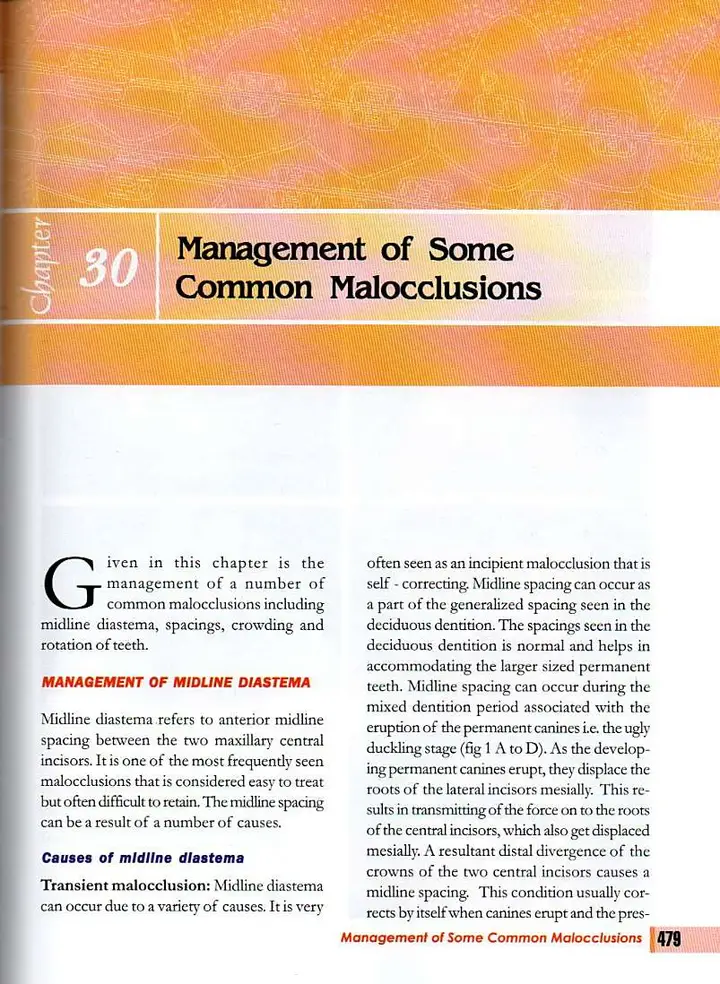 Chapter
30
Management of Some
Common Malocclusions
Given in this chapter is the
management of a number of
common malocclusions including
midline diastema, spacings, crowding and
rotation of teeth.
MANAGEMENT OF MIDLINE DIASTEMA
Midline diastema refers to anterior midline
spacing between the two maxillary central
incisors. It is one of the most frequently seen
malocclusions that is considered easy to treat
but often difficult to retain. The midline spacing
can be a result of a number of causes.
Causes of midline diastema
Transient malocclusion: Midline diastema
can occur due to a variety of causes. It is very
often seen as an incipient malocclusion that is
self - correcting. Midline spacing can occur as
a part of the generalized spacing seen in the
deciduous dentition. The spacings seen in the
deciduous dentition is normal and helps in
accommodating the larger sized permanent
teeth. Midline spacing can occur during the
mixed dentition period associated with the
eruption of the permanent canines i.e. the ugly
duckling stage (fig 1 A to D). As the develop-
ing permanent canines erupt, they displace the
roots of the lateral incisors mesially. This re-
sults in transmitting of the force on to the roots
of the central incisors, which also get displaced
mesially. A resultant distal divergence of the
crowns of the two central incisors causes a
midline spacing. This condition usually cor-
rects by itself when canines erupt and the pres-
Management of Some Common Malocclusions 479